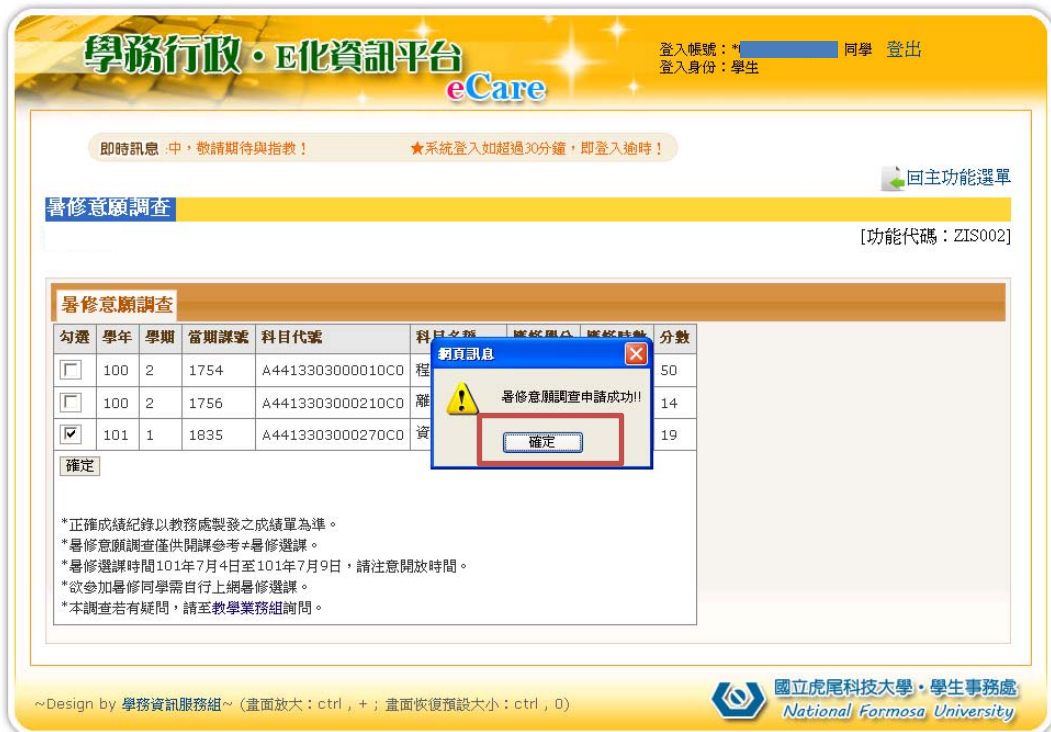 學務行政・E化資訊平台
eCare
登入帳號：* 同學 登出
登入身份：學生
即時訊息 :中，敬請期待與指教！ ★系統登入如超過30分鐘，即登入逾時！
回主功能選單
暑修意願調查
[功能代碼：ZIS002]
暑修意願調查
勾選 學年 學期 當期課號 科目代號 科目名稱 應修學分 應修時數 分數
100 2 1754 A4413303000010C0 程 50
100 2 1756 A4413303000210C0 離 14
101 1 1835 A4413303000270C0 資 19
網頁訊息
暑修意願調查申請成功!!
確定
確定
*正確成績紀錄以教務處製發之成績單為準。
*暑修意願調查僅供開課參考≠暑修選課。
*暑修選課時間101年7月4日至101年7月9日，請注意開放時間。
*欲參加暑修同學需自行上網暑修選課。
*本調查若有疑問，請至教學業務組詢問。
~Design by 學務資訊服務組~ (畫面放大：ctrl , + ; 畫面恢復預設大小：ctrl , 0)
國立虎尾科技大學・學生事務處
National Formosa University